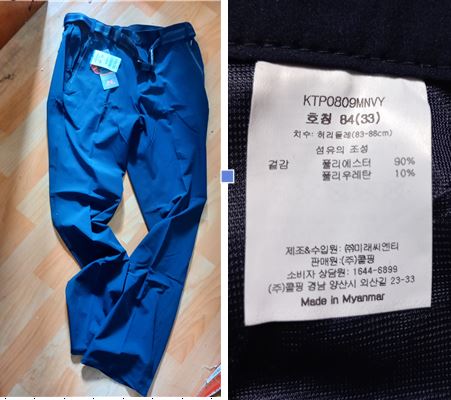 KTP0809MNVY
호칭 84(33)
치수: 허리둘레(83-88cm)
섬유의 조성
겉감 폴리에스터 90%
폴리우레탄 10%
제조&수입원: ㈜미래씨엔티
판매원: (주)콜핑
소비자 상담원: 1644-6899
(주)콜핑 경남 양산시 외산길 23-33
Made in Myanmar